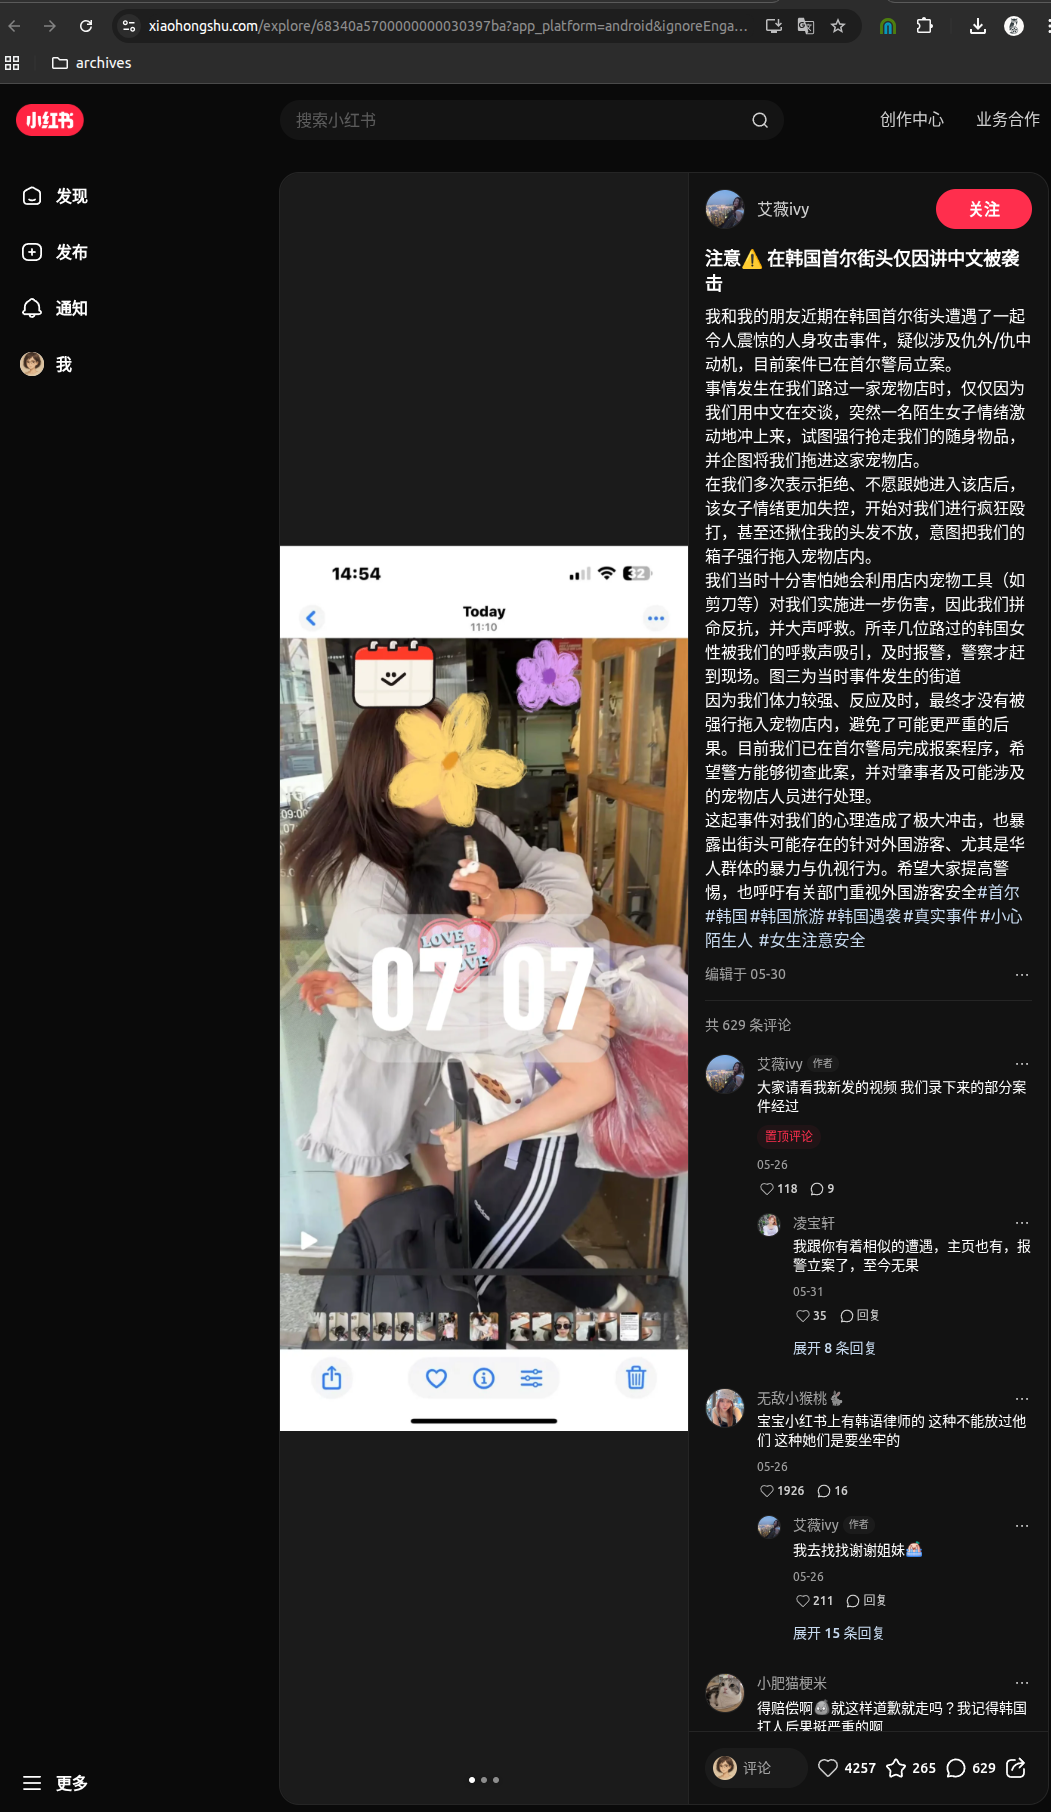 xiaohongshu.com/explore/68340a5700000000030397ba?app_platform=android&ignoreEnga...
archives
小红书
搜索小红书
创作中心
业务合作
发现
发布
通知
我
更多
14:54
32
Today
11:10
09:00
07
LOVE
LOVE
LOVE
07 07
艾薇ivy
关注
注意⚠️ 在韩国首尔街头仅因讲中文被袭
击
我和我的朋友近期在韩国首尔街头遭遇了一起
令人震惊的人身攻击事件，疑似涉及仇外/仇中
动机，目前案件已在首尔警局立案。
事情发生在我们路过一家宠物店时，仅仅因为
我们用中文在交谈，突然一名陌生女子情绪激
动地冲上来，试图强行抢走我们的随身物品，
并企图将我们拖进这家宠物店。
在我们多次表示拒绝、不愿跟她进入该店后，
该女子情绪更加失控，开始对我们进行疯狂殴
打，甚至还揪住我的头发不放，意图把我们的
箱子强行拖入宠物店内。
我们当时十分害怕她会利用店内宠物工具（如
剪刀等）对我们实施进一步伤害，因此我们拼
命反抗，并大声呼救。所幸几位路过的韩国女
性被我们的呼救声吸引，及时报警，警察才赶
到现场。图三为当时事件发生的街道
因为我们体力较强、反应及时，最终才没有被
强行拖入宠物店内，避免了可能更严重的后
果。目前我们已在首尔警局完成报案程序，希
望警方能够彻查此案，并对肇事者及可能涉及
的宠物店人员进行处理。
这起事件对我们的心理造成了极大冲击，也暴
露出街头可能存在的针对外国游客、尤其是华
人群体的暴力与仇视行为。希望大家提高警
惕，也呼吁有关部门重视外国游客安全#首尔
#韩国 #韩国旅游 #韩国遇袭 #真实事件 #小心
陌生人 #女生注意安全
编辑于 05-30
共 629 条评论
艾薇ivy 作者
大家请看我新发的视频 我们录下来的部分案
件经过
置顶评论
05-26
118 9
凌宝轩
我跟你有着相似的遭遇，主页也有，报
警立案了，至今无果
05-31
35 回复
展开 8 条回复
无敌小猴桃🐇
宝宝小红书上有韩语律师的 这种不能放过他
们 这种她们是要坐牢的
05-26
1926 16
艾薇ivy 作者
我去找找谢谢姐妹
05-26
211 回复
展开 15 条回复
小肥猫梗米
得赔偿啊就这样道歉就走吗？我记得韩国
打人后果挺严重的啊
评论 4257 265 629